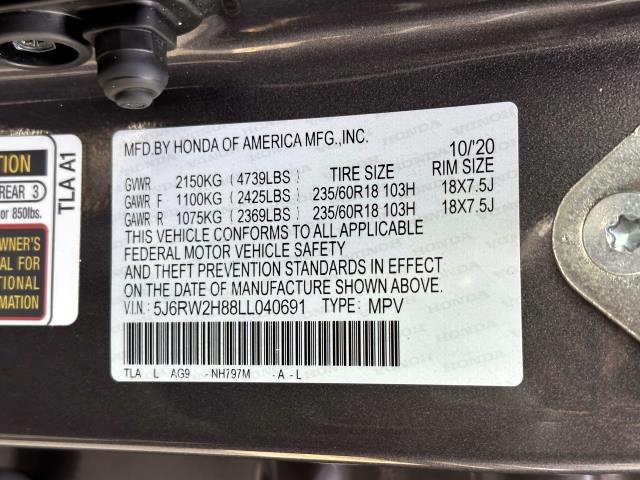 TLA A1
REAR 3
or 850lbs.
WNER'S
AL FOR
TIONAL
MATION
MFD.BY HONDA OF AMERICA MFG.,INC. 10/'20
GVWR 2150KG (4739LBS) TIRE SIZE RIM SIZE
GAWR F 1100KG (2425LBS) 235/60R18 103H 18X7.5J
GAWR R 1075KG (2369LBS) 235/60R18 103H 18X7.5J
THIS VEHICLE CONFORMS TO ALL APPLICABLE
FEDERAL MOTOR VEHICLE SAFETY
AND THEFT PREVENTION STANDARDS IN EFFECT
ON THE DATE OF MANUFACTURE SHOWN ABOVE.
V.I.N: 5J6RW2H88LL040691 TYPE: MPV
TLA L AG9 -NH797M -A-L